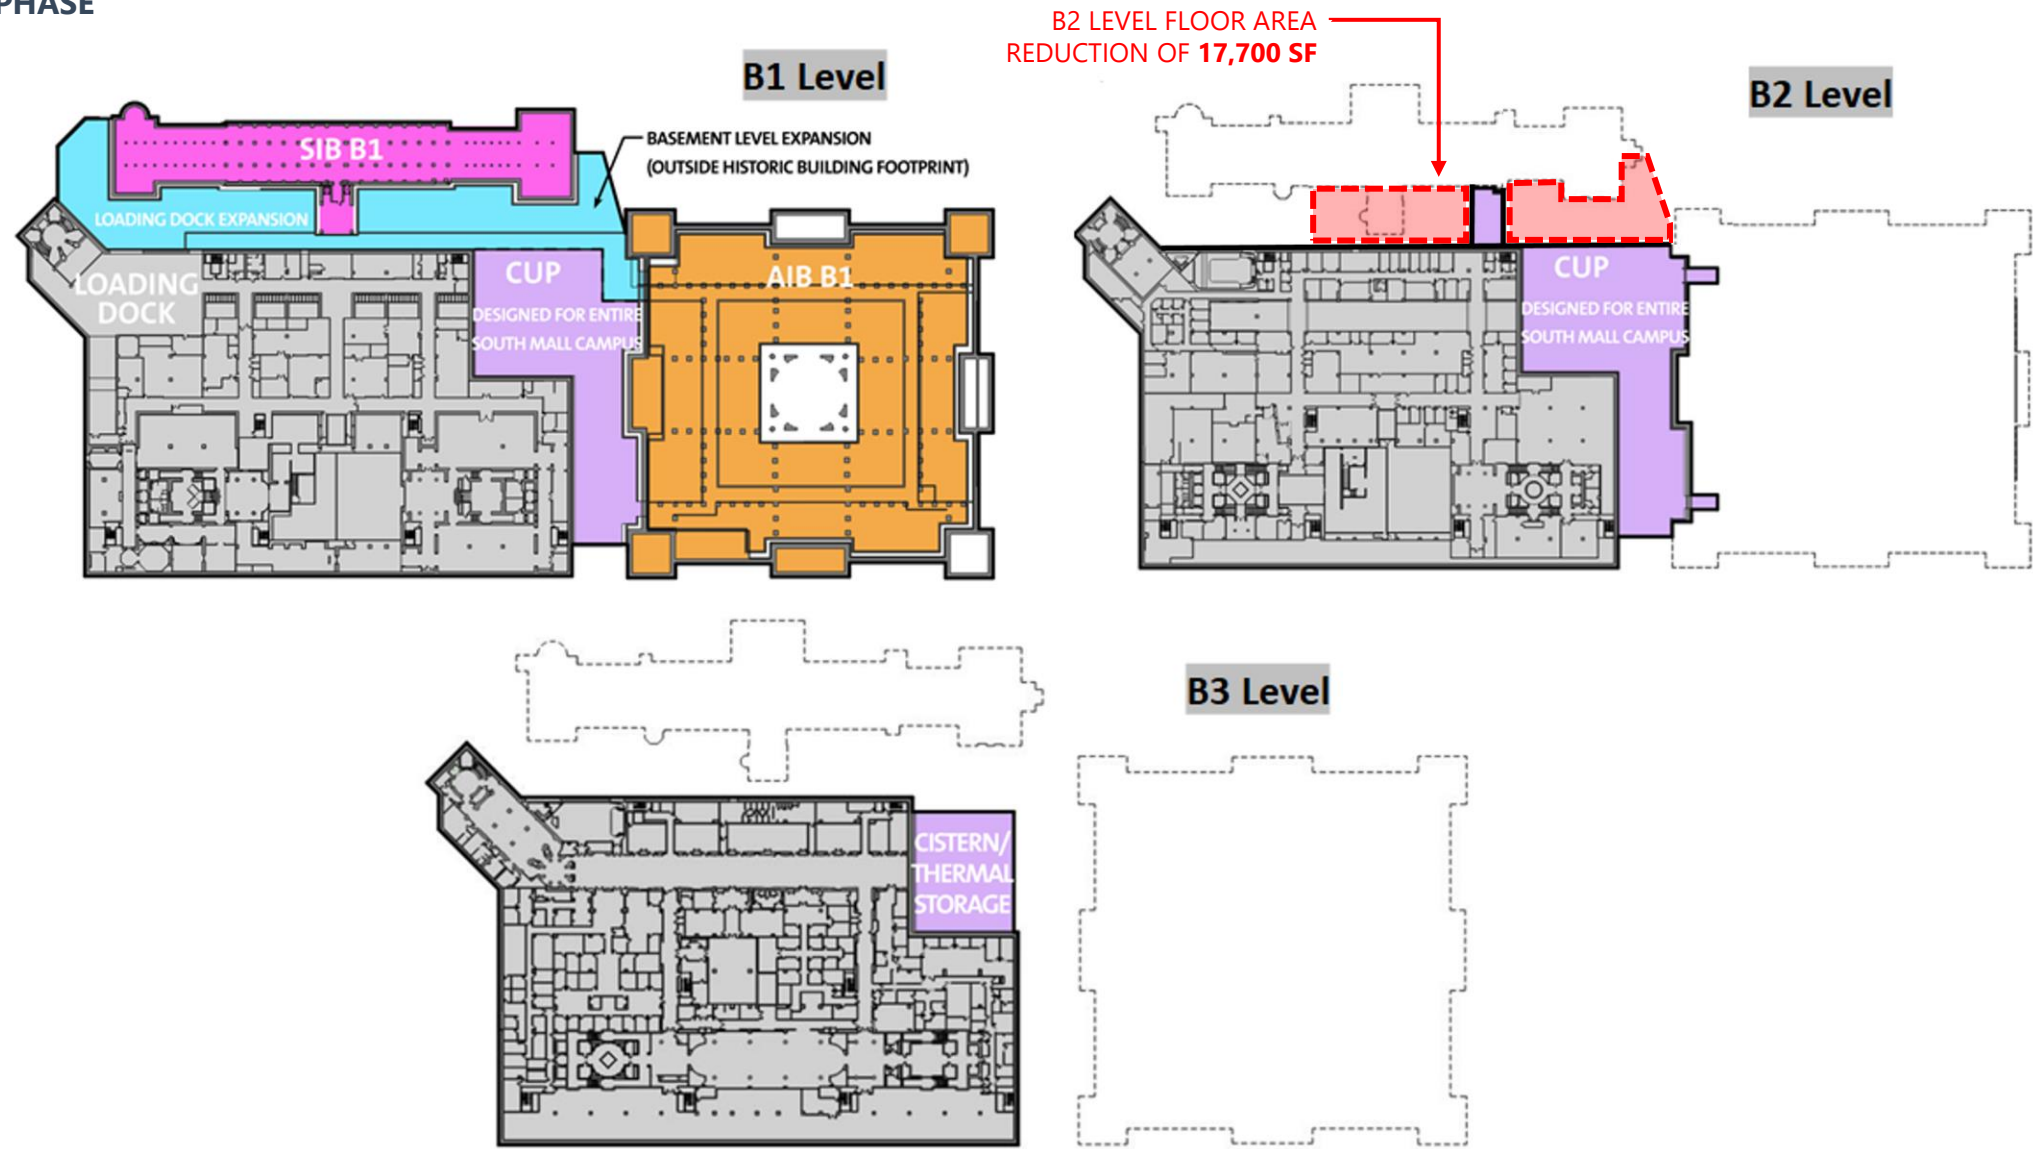 PHASE
B2 LEVEL FLOOR AREA
REDUCTION OF 17,700 SF
B1 Level
B2 Level
SIB B1
BASEMENT LEVEL EXPANSION
(OUTSIDE HISTORIC BUILDING FOOTPRINT)
LOADING DOCK EXPANSION
LOADING
DOCK
CUP
DESIGNED FOR ENTIRE
SOUTH MALL CAMPUS
AIB B1
CUP
DESIGNED FOR ENTIRE
SOUTH MALL CAMPUS
B3 Level
CISTERN/
THERMAL
STORAGE